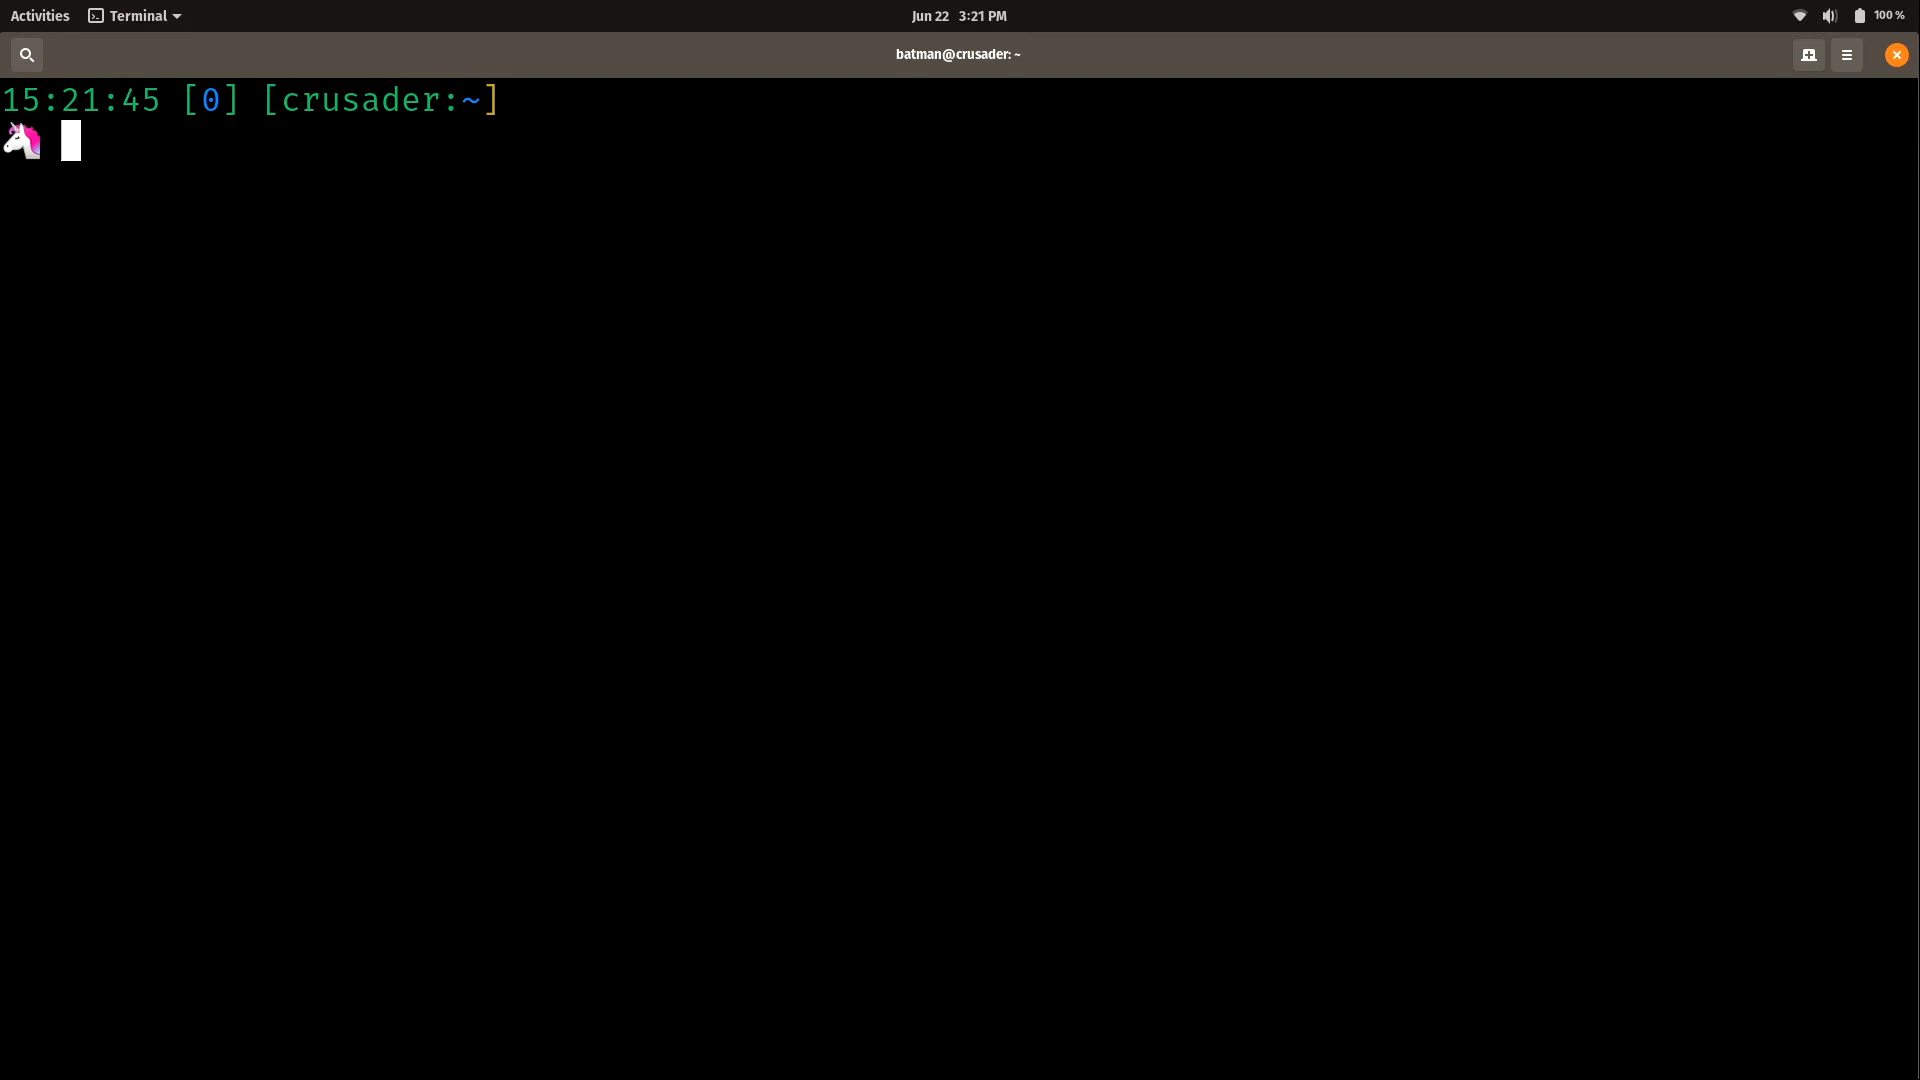 Activities Terminal Jun 22 3:21 PM 100 %
batman@crusader: ~
15:21:45 [0] [crusader:~]